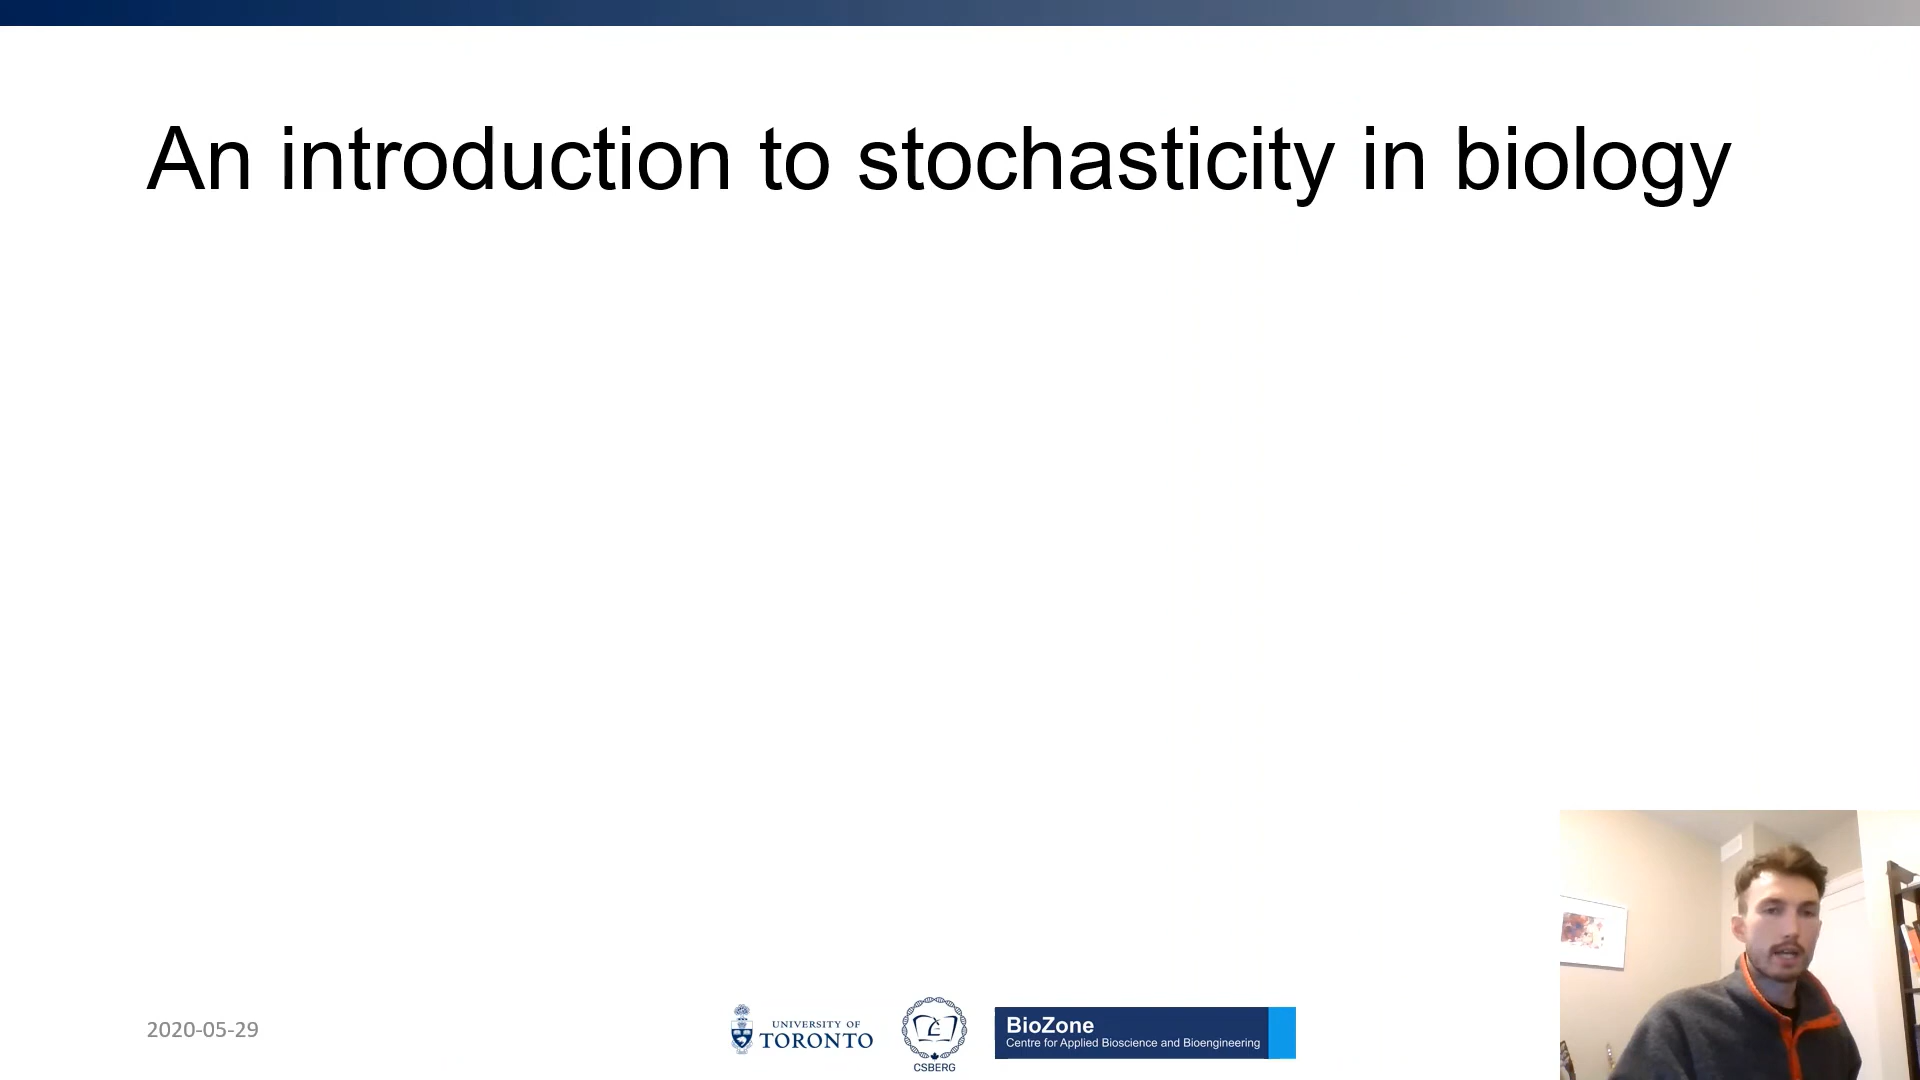 An introduction to stochasticity in biology
2020-05-29
UNIVERSITY OF
TORONTO
CSBERG
BioZone
Centre for Applied Bioscience and Bioengineering